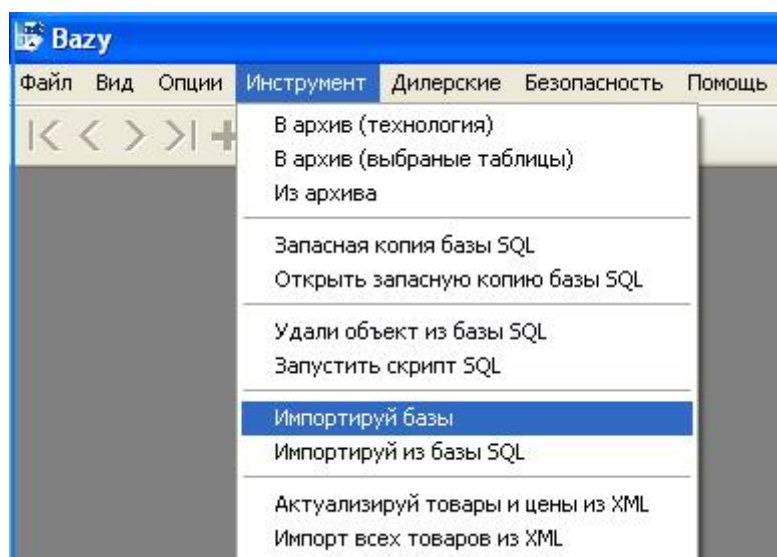 Bazy
Файл Вид Опции Инструмент Дилерские Безопасность Помощь
В архив (технология)
В архив (выбраные таблицы)
Из архива
Запасная копия базы SQL
Открыть запасную копию базы SQL
Удали объект из базы SQL
Запустить скрипт SQL
Импортируй базы
Импортируй из базы SQL
Актуализируй товары и цены из XML
Импорт всех товаров из XML